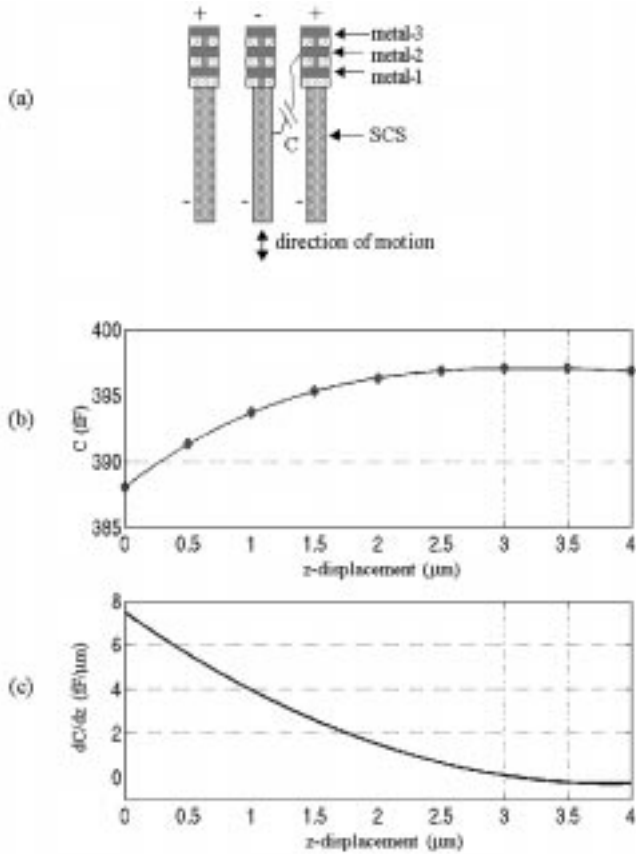 + - +
metal-3
metal-2
metal-1
(a)
C
SCS
- - -
direction of motion
(b)
C (fF)
400
395
390
385
0 0.5 1 1.5 2 2.5 3 3.5 4
z-displacement (μm)
(c)
dC/dz (fF/μm)
8
6
4
2
0
0 0.5 1 1.5 2 2.5 3 3.5 4
z-displacement (μm)